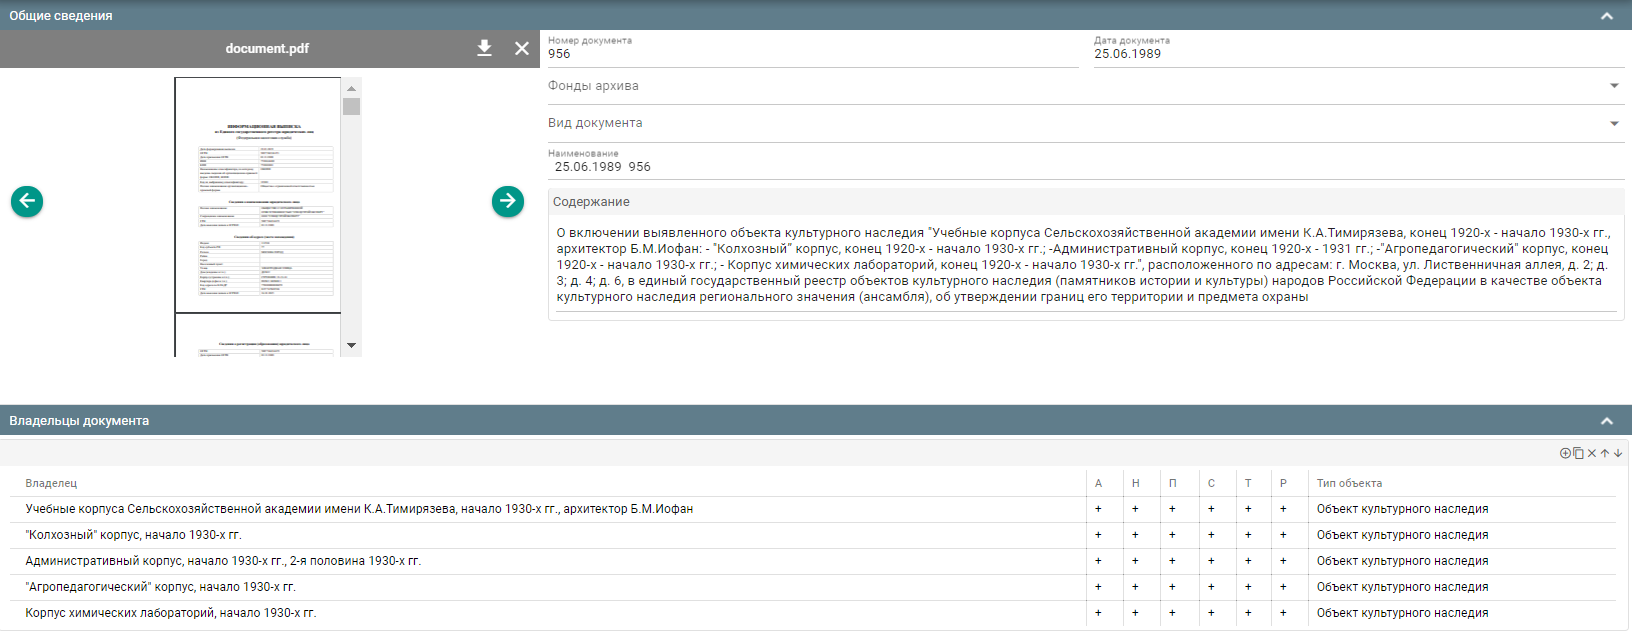 Общие сведения
document.pdf
Номер документа
956
Дата документа
25.06.1989
Фонды архива
Вид документа
Наименование
25.06.1989 956
Содержание
О включении выявленного объекта культурного наследия "Учебные корпуса Сельскохозяйственной академии имени К.А.Тимирязева, конец 1920-х - начало 1930-х гг.,
архитектор Б.М.Иофан: - "Колхозный" корпус, конец 1920-х - начало 1930-х гг.; -Административный корпус, конец 1920-х - 1931 гг.; -"Агропедагогический" корпус, конец
1920-х - начало 1930-х гг.; - Корпус химических лабораторий, конец 1920-х - начало 1930-х гг.", расположенного по адресам: г. Москва, ул. Лиственничная аллея, д. 2; д.
3; д. 4; д. 6, в единый государственный реестр объектов культурного наследия (памятников истории и культуры) народов Российской Федерации в качестве объекта
культурного наследия регионального значения (ансамбля), об утверждении границ его территории и предмета охраны
ИНФОРМАЦИОННАЯ ВЫПИСКА
Владельцы документа
Владелец А Н П С Т Р Тип объекта
Учебные корпуса Сельскохозяйственной академии имени К.А.Тимирязева, начало 1930-х гг., архитектор Б.М.Иофан + + + + + + Объект культурного наследия
"Колхозный" корпус, начало 1930-х гг. + + + + + + Объект культурного наследия
Административный корпус, начало 1930-х гг., 2-я половина 1930-х гг. + + + + + + Объект культурного наследия
"Агропедагогический" корпус, начало 1930-х гг. + + + + + + Объект культурного наследия
Корпус химических лабораторий, начало 1930-х гг. + + + + + + Объект культурного наследия